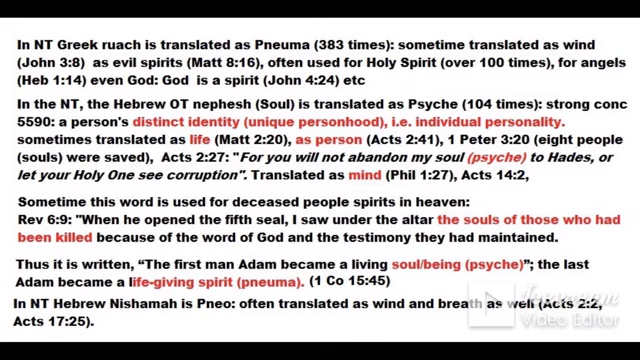 In NT Greek ruach is translated as Pneuma (383 times): sometime translated as wind
(John 3:8) as evil spirits (Matt 8:16), often used for Holy Spirit (over 100 times), for angels
(Heb 1:14) even God: God is a spirit (John 4:24) etc
In the NT, the Hebrew OT nephesh (Soul) is translated as Psyche (104 times): strong conc
5590: a person's distinct identity (unique personhood), i.e. individual personality.
sometimes translated as life (Matt 2:20), as person (Acts 2:41), 1 Peter 3:20 (eight people
(souls) were saved), Acts 2:27: "For you will not abandon my soul (psyche) to Hades, or
let your Holy One see corruption". Translated as mind (Phil 1:27), Acts 14:2,
Sometime this word is used for deceased people spirits in heaven:
Rev 6:9: "When he opened the fifth seal, I saw under the altar the souls of those who had
been killed because of the word of God and the testimony they had maintained.
Thus it is written, “The first man Adam became a living soul/being (psyche)”; the last
Adam became a life-giving spirit (pneuma). (1 Co 15:45)
In NT Hebrew Nishamah is Pneo: often translated as wind and breath as well (Acts 2:2,
Acts 17:25).
Video Editor